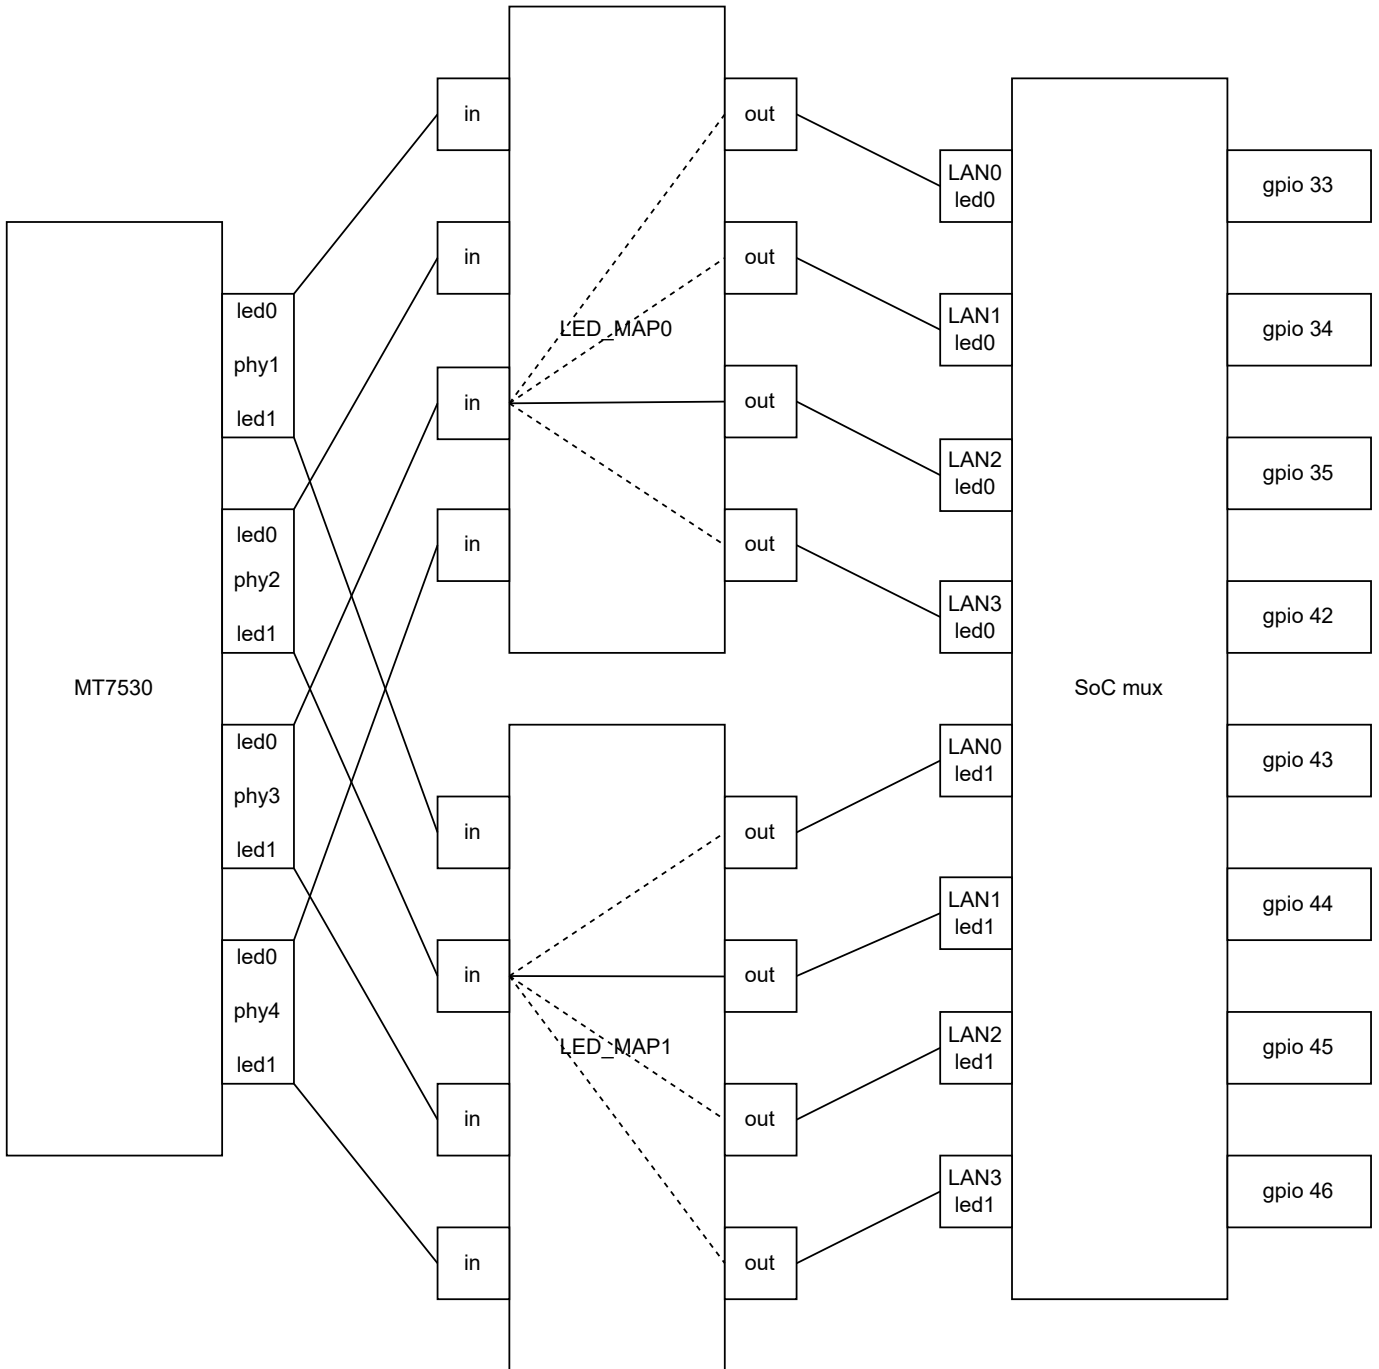 in
out
LAN0
led0
gpio 33
in
out
led0
phy1
led1
LED_MAP0
LAN1
led0
gpio 34
in
out
LAN2
led0
gpio 35
led0
phy2
led1
in
out
LAN3
led0
gpio 42
MT7530
SoC mux
led0
phy3
led1
LAN0
led1
gpio 43
in
out
LAN1
led1
gpio 44
led0
phy4
led1
in
out
LED_MAP1
LAN2
led1
gpio 45
in
out
LAN3
led1
gpio 46
in
out